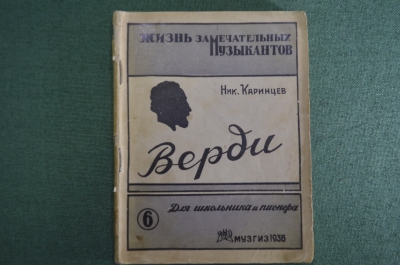 Жизнь замечательных
Музыкантов
Ник. Каринцев
Верди
6
Для школьника и пионера
Музгиз 1936